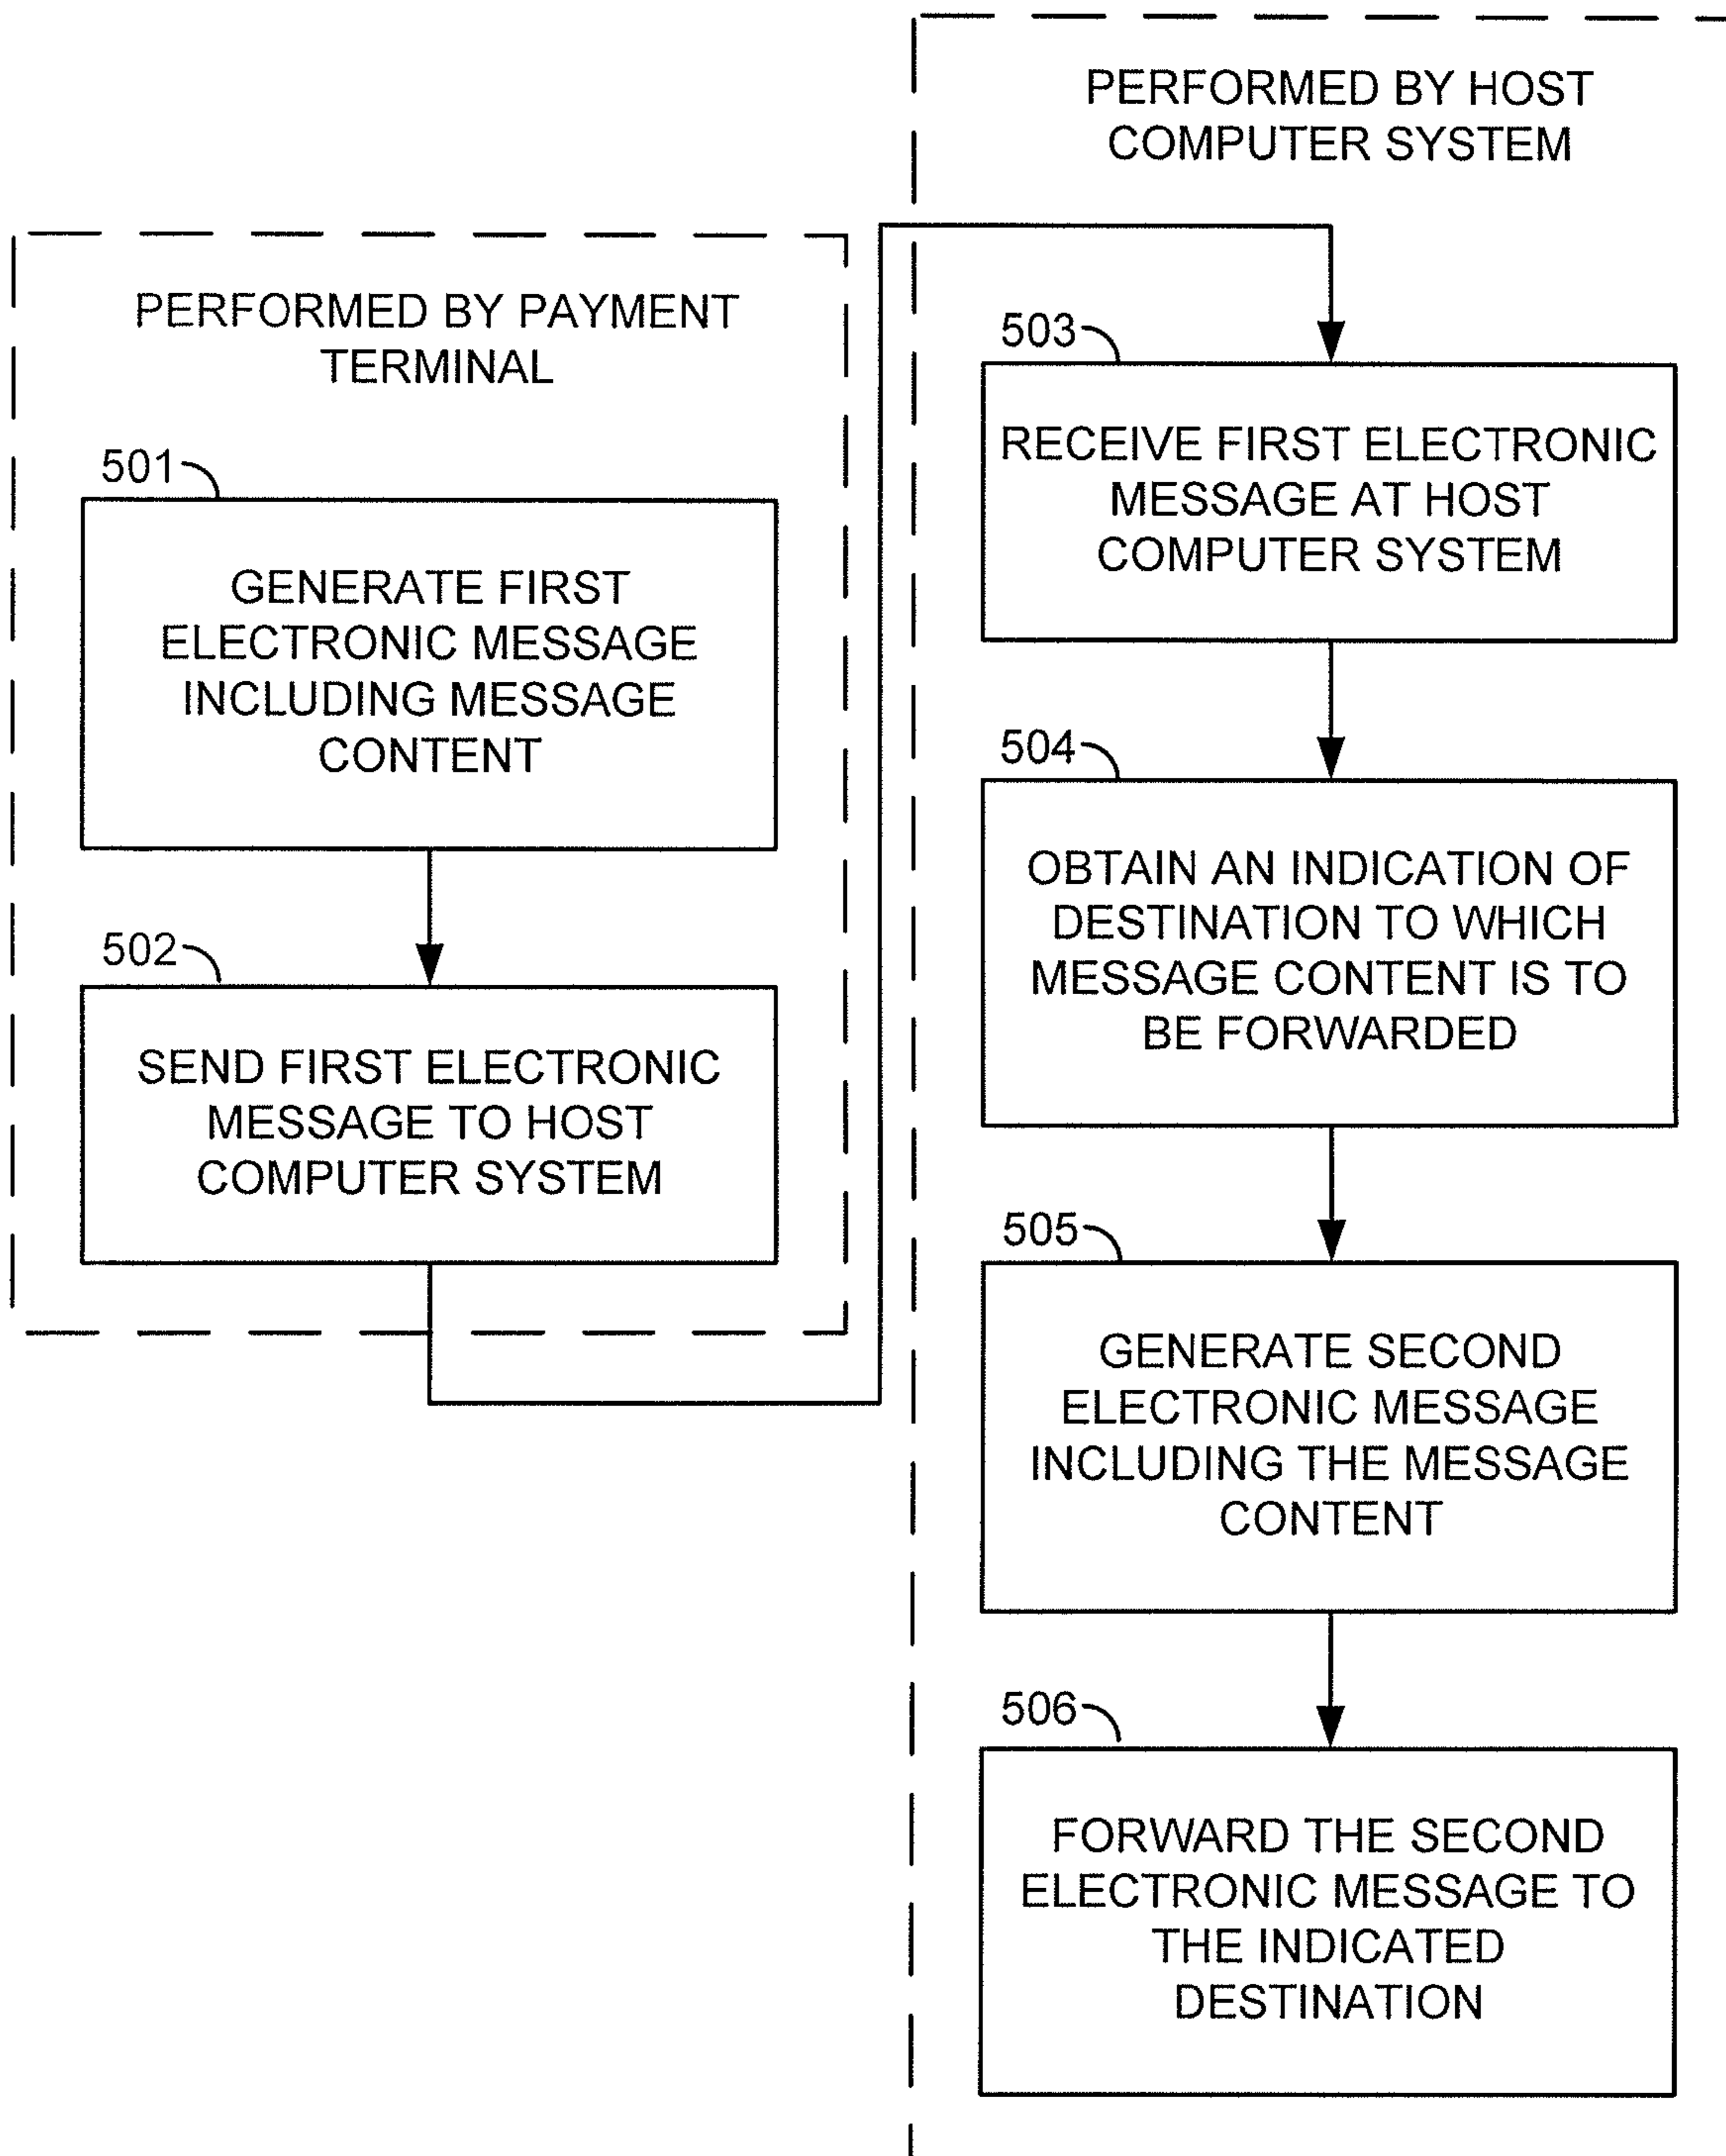 PERFORMED BY PAYMENT
TERMINAL
501
GENERATE FIRST
ELECTRONIC MESSAGE
INCLUDING MESSAGE
CONTENT
502
SEND FIRST ELECTRONIC
MESSAGE TO HOST
COMPUTER SYSTEM
PERFORMED BY HOST
COMPUTER SYSTEM
503
RECEIVE FIRST ELECTRONIC
MESSAGE AT HOST
COMPUTER SYSTEM
504
OBTAIN AN INDICATION OF
DESTINATION TO WHICH
MESSAGE CONTENT IS TO
BE FORWARDED
505
GENERATE SECOND
ELECTRONIC MESSAGE
INCLUDING THE MESSAGE
CONTENT
506
FORWARD THE SECOND
ELECTRONIC MESSAGE TO
THE INDICATED
DESTINATION